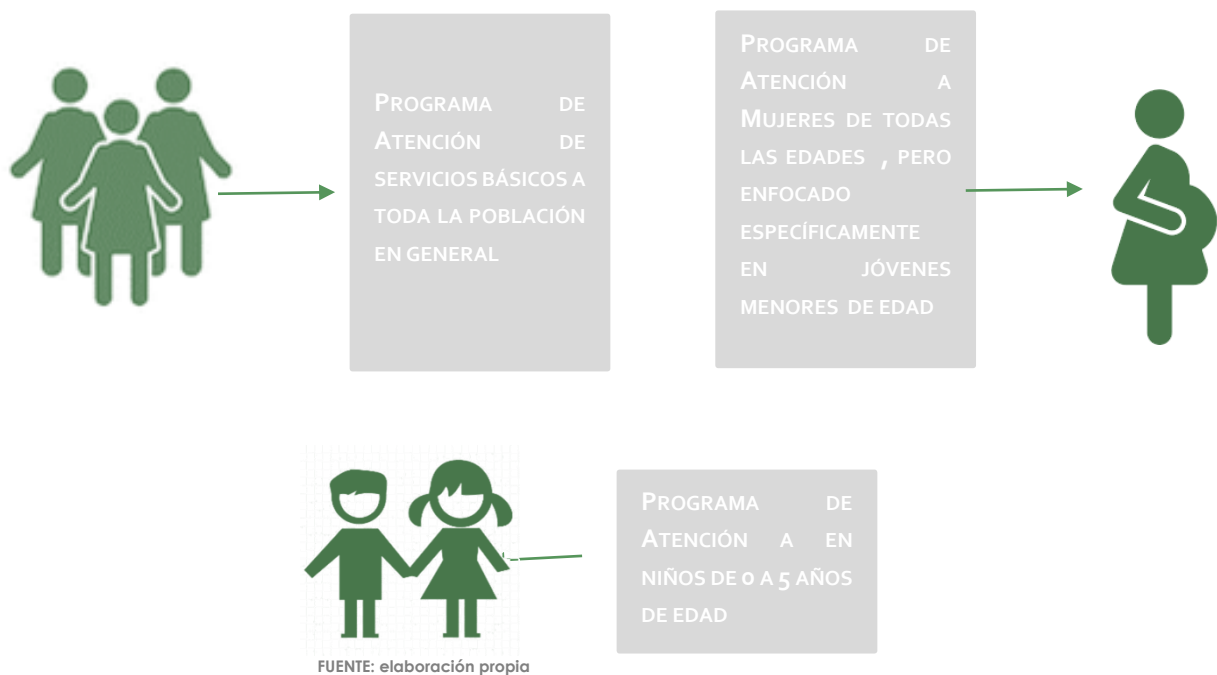 PROGRAMA DE
ATENCIÓN DE
SERVICIOS BÁSICOS A
TODA LA POBLACIÓN
EN GENERAL
PROGRAMA DE
ATENCIÓN A
MUJERES DE TODAS
LAS EDADES , PERO
ENFOCADO
ESPECÍFICAMENTE
EN JÓVENES
MENORES DE EDAD
PROGRAMA DE
ATENCIÓN A EN
NIÑOS DE 0 A 5 AÑOS
DE EDAD
FUENTE: elaboración propia